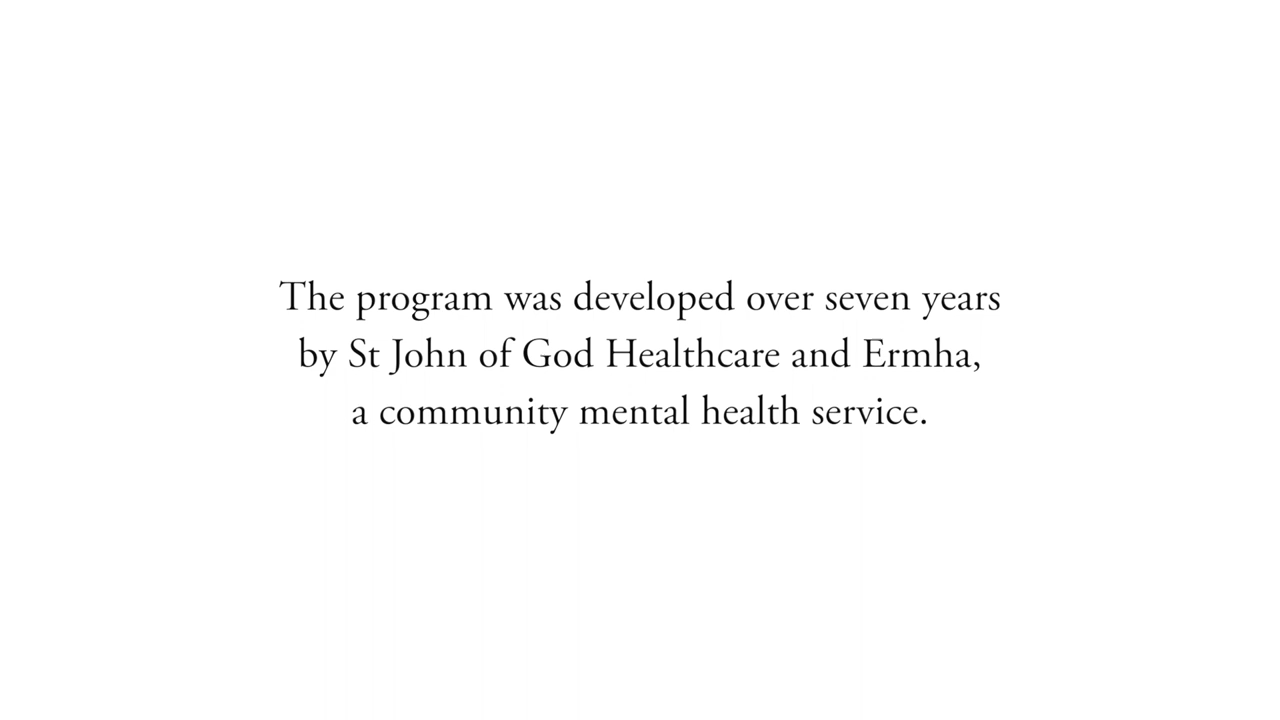 The program was developed over seven years
by St John of God Healthcare and Ermha,
a community mental health service.